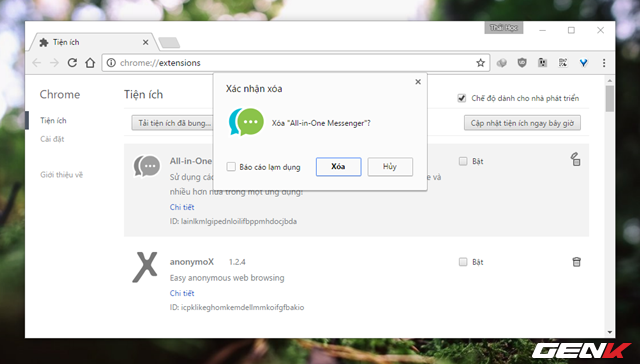 Thái Học
Tiện ích
chrome://extensions
Chrome
Tiện ích
Cài đặt
Giới thiệu về
Tiện ích
Chế độ dành cho nhà phát triển
Tải tiện ích đã bung...
Cập nhật tiện ích ngay bây giờ
Xác nhận xóa
Xóa "All-in-One Messenger"?
Báo cáo lạm dụng
Xóa
Hủy
All-in-One
Bật
Sử dụng các
e và
nhiều hơn nữa trong một ứng dụng!
Chi tiết
ID: lainlkmlgipednloilifbppmhdocjbda
anonymoX 1.2.4
Bật
Easy anonymous web browsing
Chi tiết
ID: icpklikeghomkemdellmmkoifgfbakio
GENK